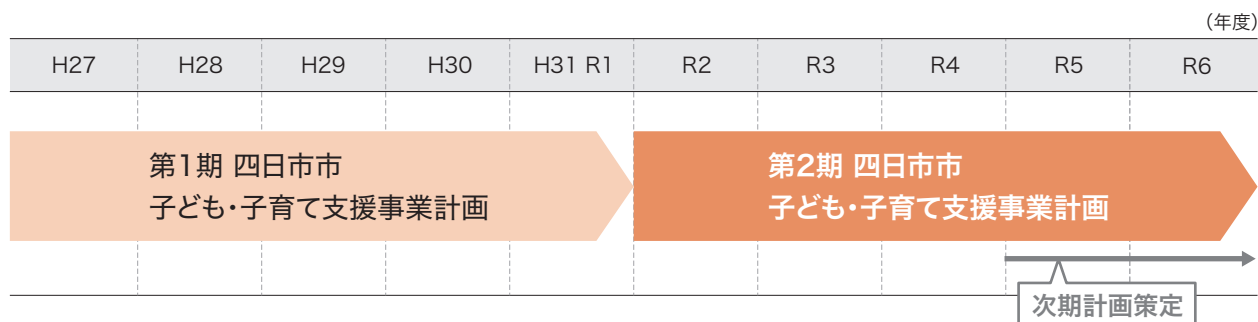 （年度）
H27 H28 H29 H30 H31 R1 R2 R3 R4 R5 R6
第1期 四日市市
子ども・子育て支援事業計画
第2期 四日市市
子ども・子育て支援事業計画
次期計画策定